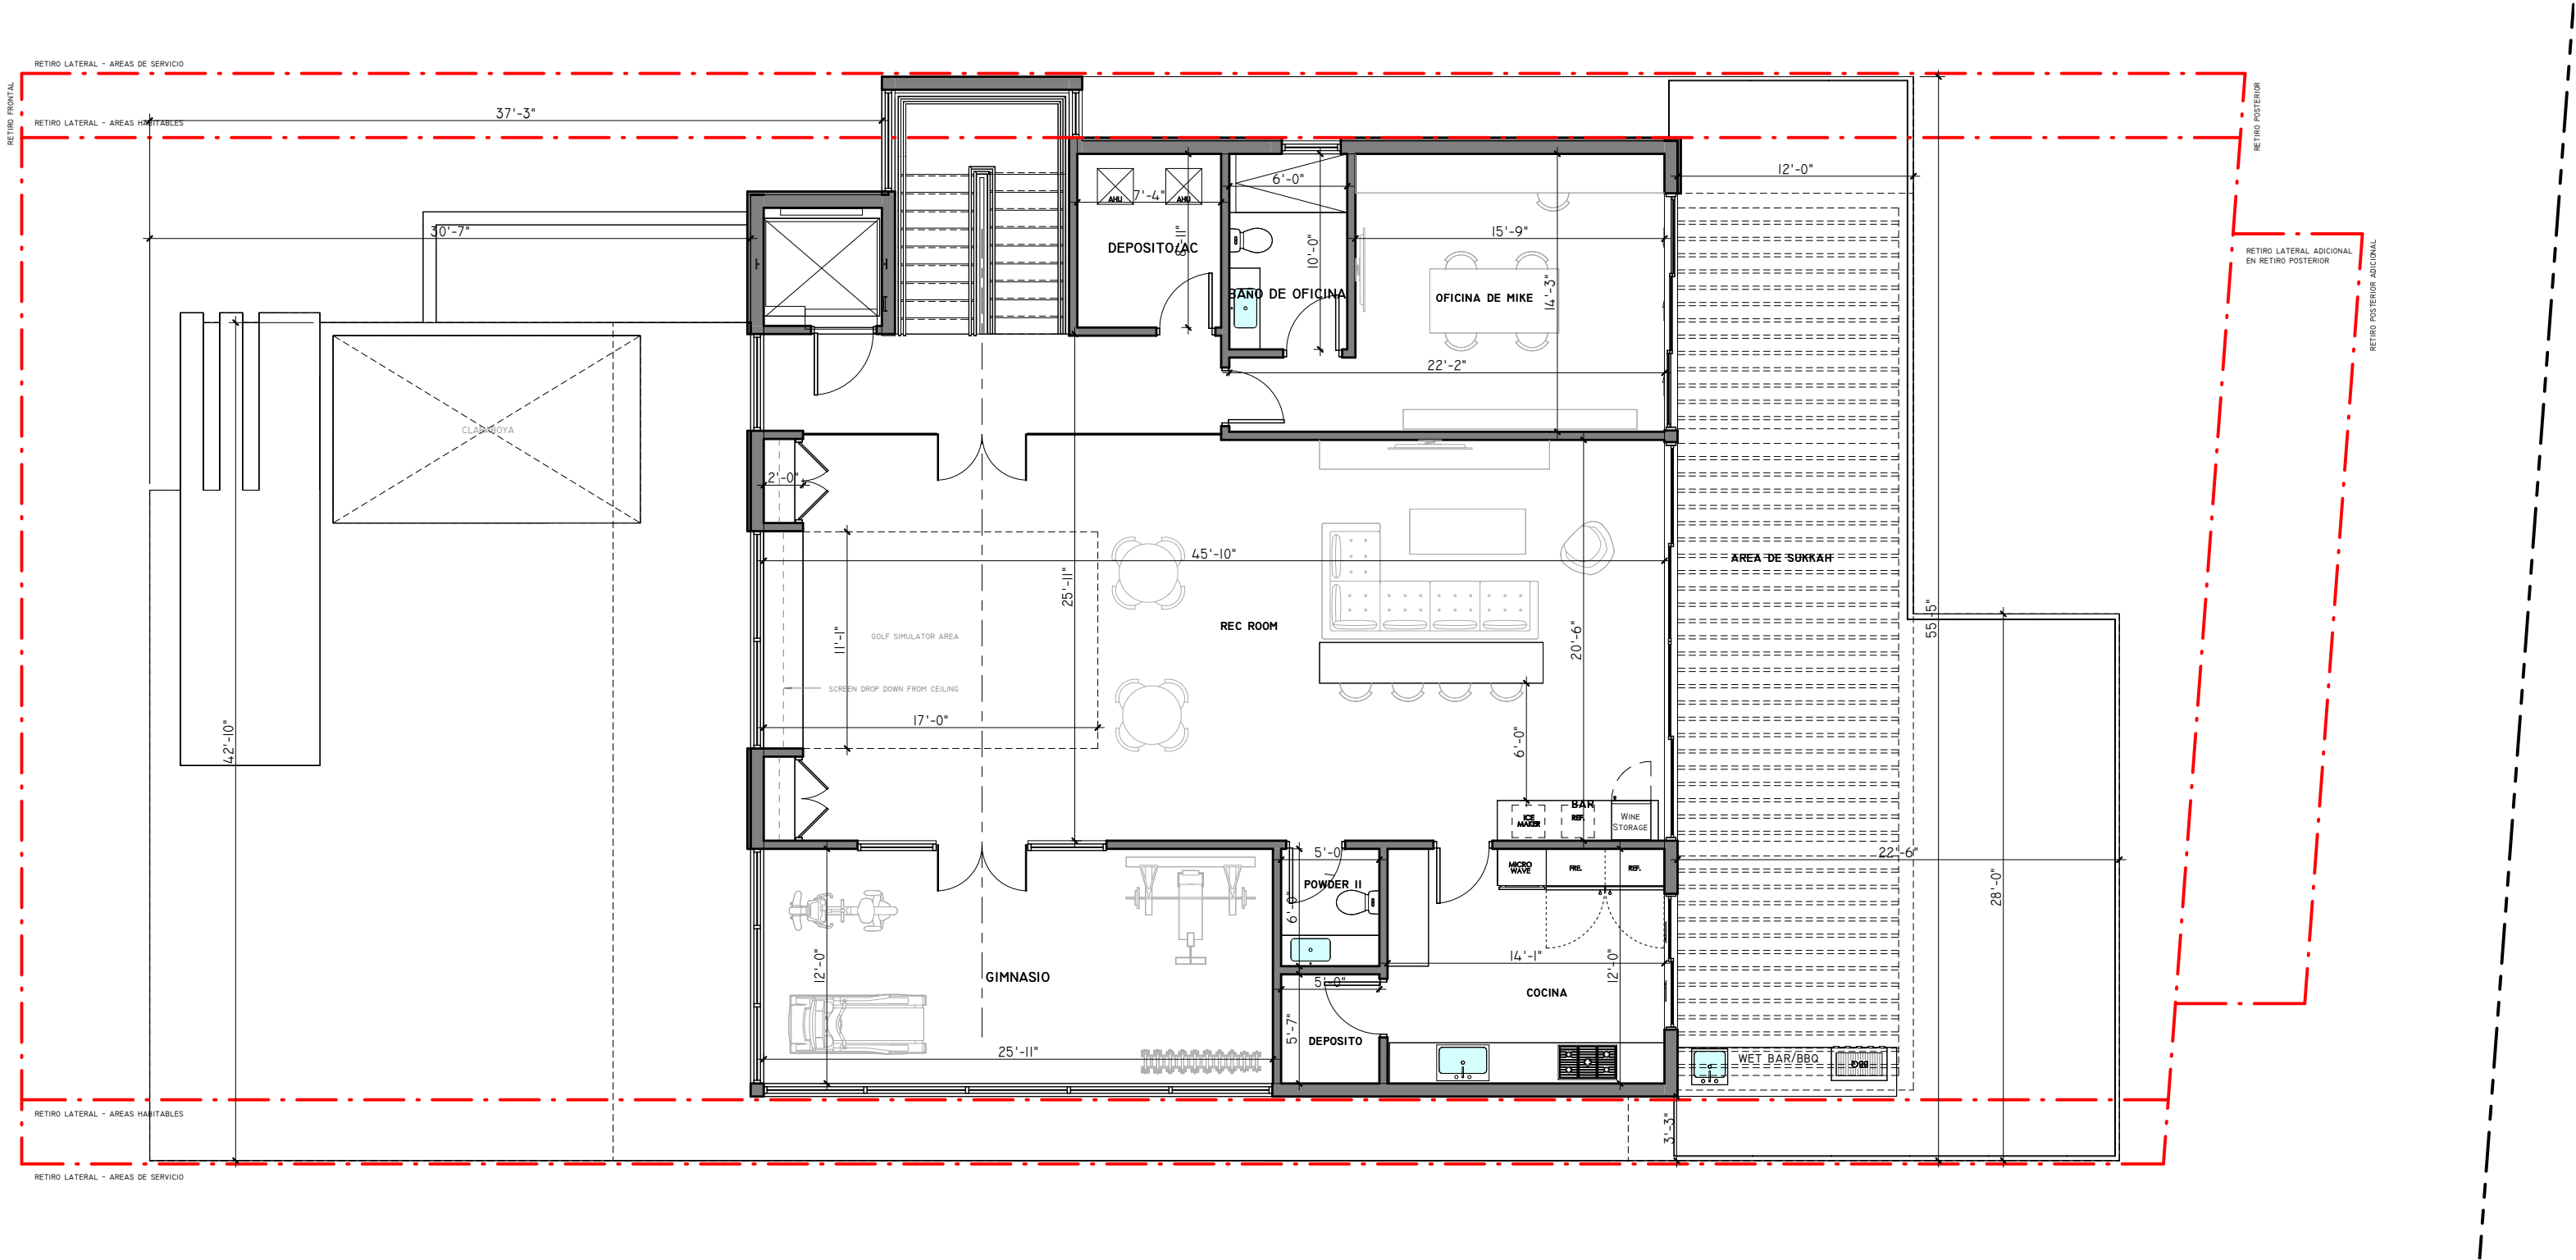 RETIRO LATERAL - AREAS DE SERVICIO
RETIRO FRONTAL
RETIRO POSTERIOR
37'-3"
RETIRO LATERAL - AREAS HABITABLES
12'-0"
6'-0"
7'-4"
AHU
AHU
30'-7"
15'-9"
DEPOSITO/AC
10'-0"
RETIRO LATERAL ADICIONAL
EN RETIRO POSTERIOR
RETIRO POSTERIOR ADICIONAL
BANO DE OFICINA
OFICINA DE MIKE
14'-3"
22'-2"
CLARABOYA
2'-0"
45'-10"
AREA DE SUKKAH
25'-11"
REC ROOM
55'-5"
11'-1"
GOLF SIMULATOR AREA
20'-6"
SCREEN DROP DOWN FROM CEILING
17'-0"
42'-10"
6'-0"
BAR
ICE
MAKER
REF.
WINE
STORAGE
5'-0"
22'-6"
MICRO
WAVE
FRE.
REF.
POWDER II
28'-0"
6'-0"
12'-0"
14'-1"
12'-0"
GIMNASIO
5'-0"
COCINA
5'-7"
DEPOSITO
25'-11"
WET BAR/BBQ
BBQ
RETIRO LATERAL - AREAS HABITABLES
3'-3"
RETIRO LATERAL - AREAS DE SERVICIO